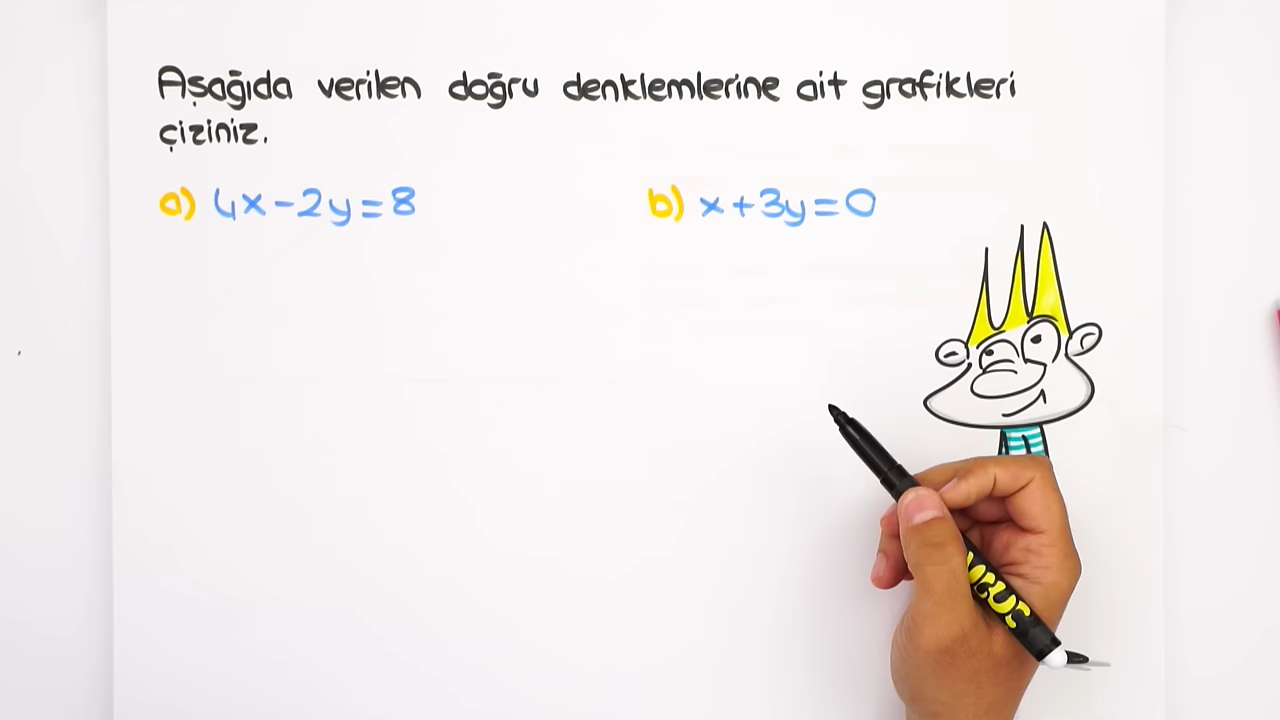 Aşağıda verilen doğru denklemlerine ait grafikleri
çiziniz.
a) 4x-2y=8
b) x+3y=0